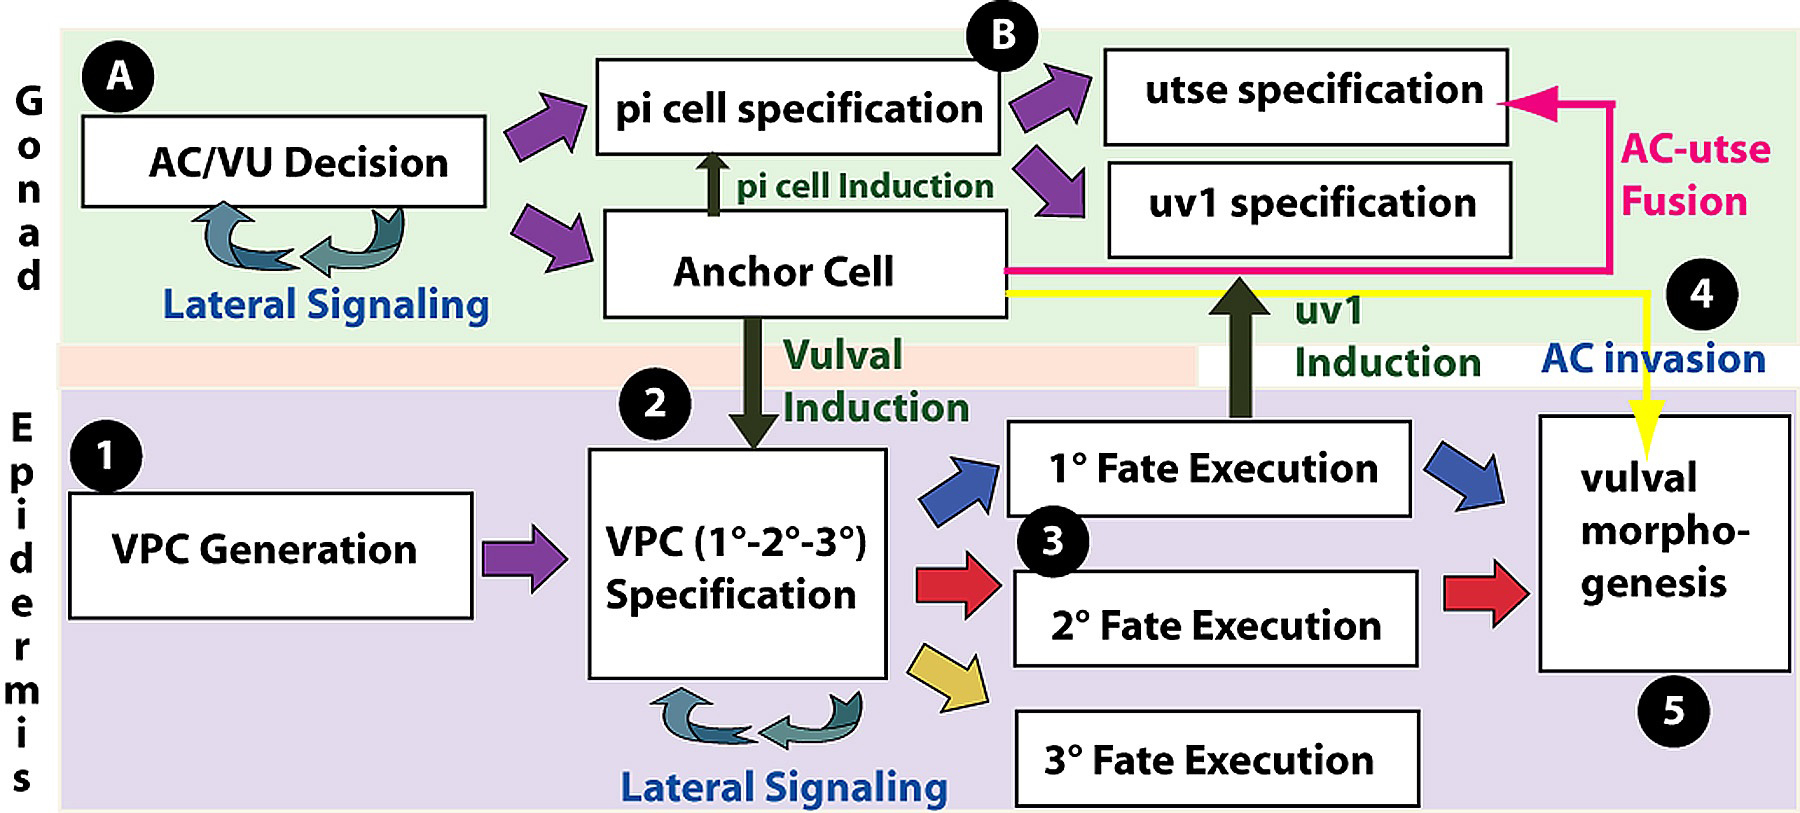 Gonad
A
B
AC/VU Decision
Lateral Signaling
pi cell specification
pi cell Induction
Anchor Cell
utse specification
uv1 specification
AC-utse
Fusion
4
AC invasion
uv1
Induction
Vulval
Induction
Epidermis
1
VPC Generation
2
VPC (1°-2°-3°)
Specification
Lateral Signaling
1° Fate Execution
3
2° Fate Execution
3° Fate Execution
vulval
morpho-
genesis
5